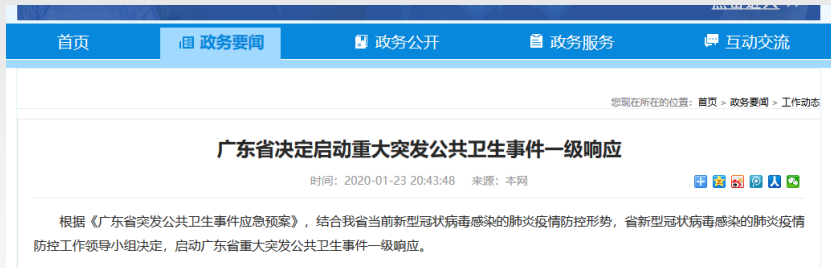 首页
政务要闻
政务公开
政务服务
互动交流
您现在所在的位置：首页 > 政务要闻 > 工作动态
广东省决定启动重大突发公共卫生事件一级响应
时间：2020-01-23 20:43:48 来源：本网
根据《广东省突发公共卫生事件应急预案》，结合我省当前新型冠状病毒感染的肺炎疫情防控形势，省新型冠状病毒感染的肺炎疫情
防控工作领导小组决定，启动广东省重大突发公共卫生事件一级响应。